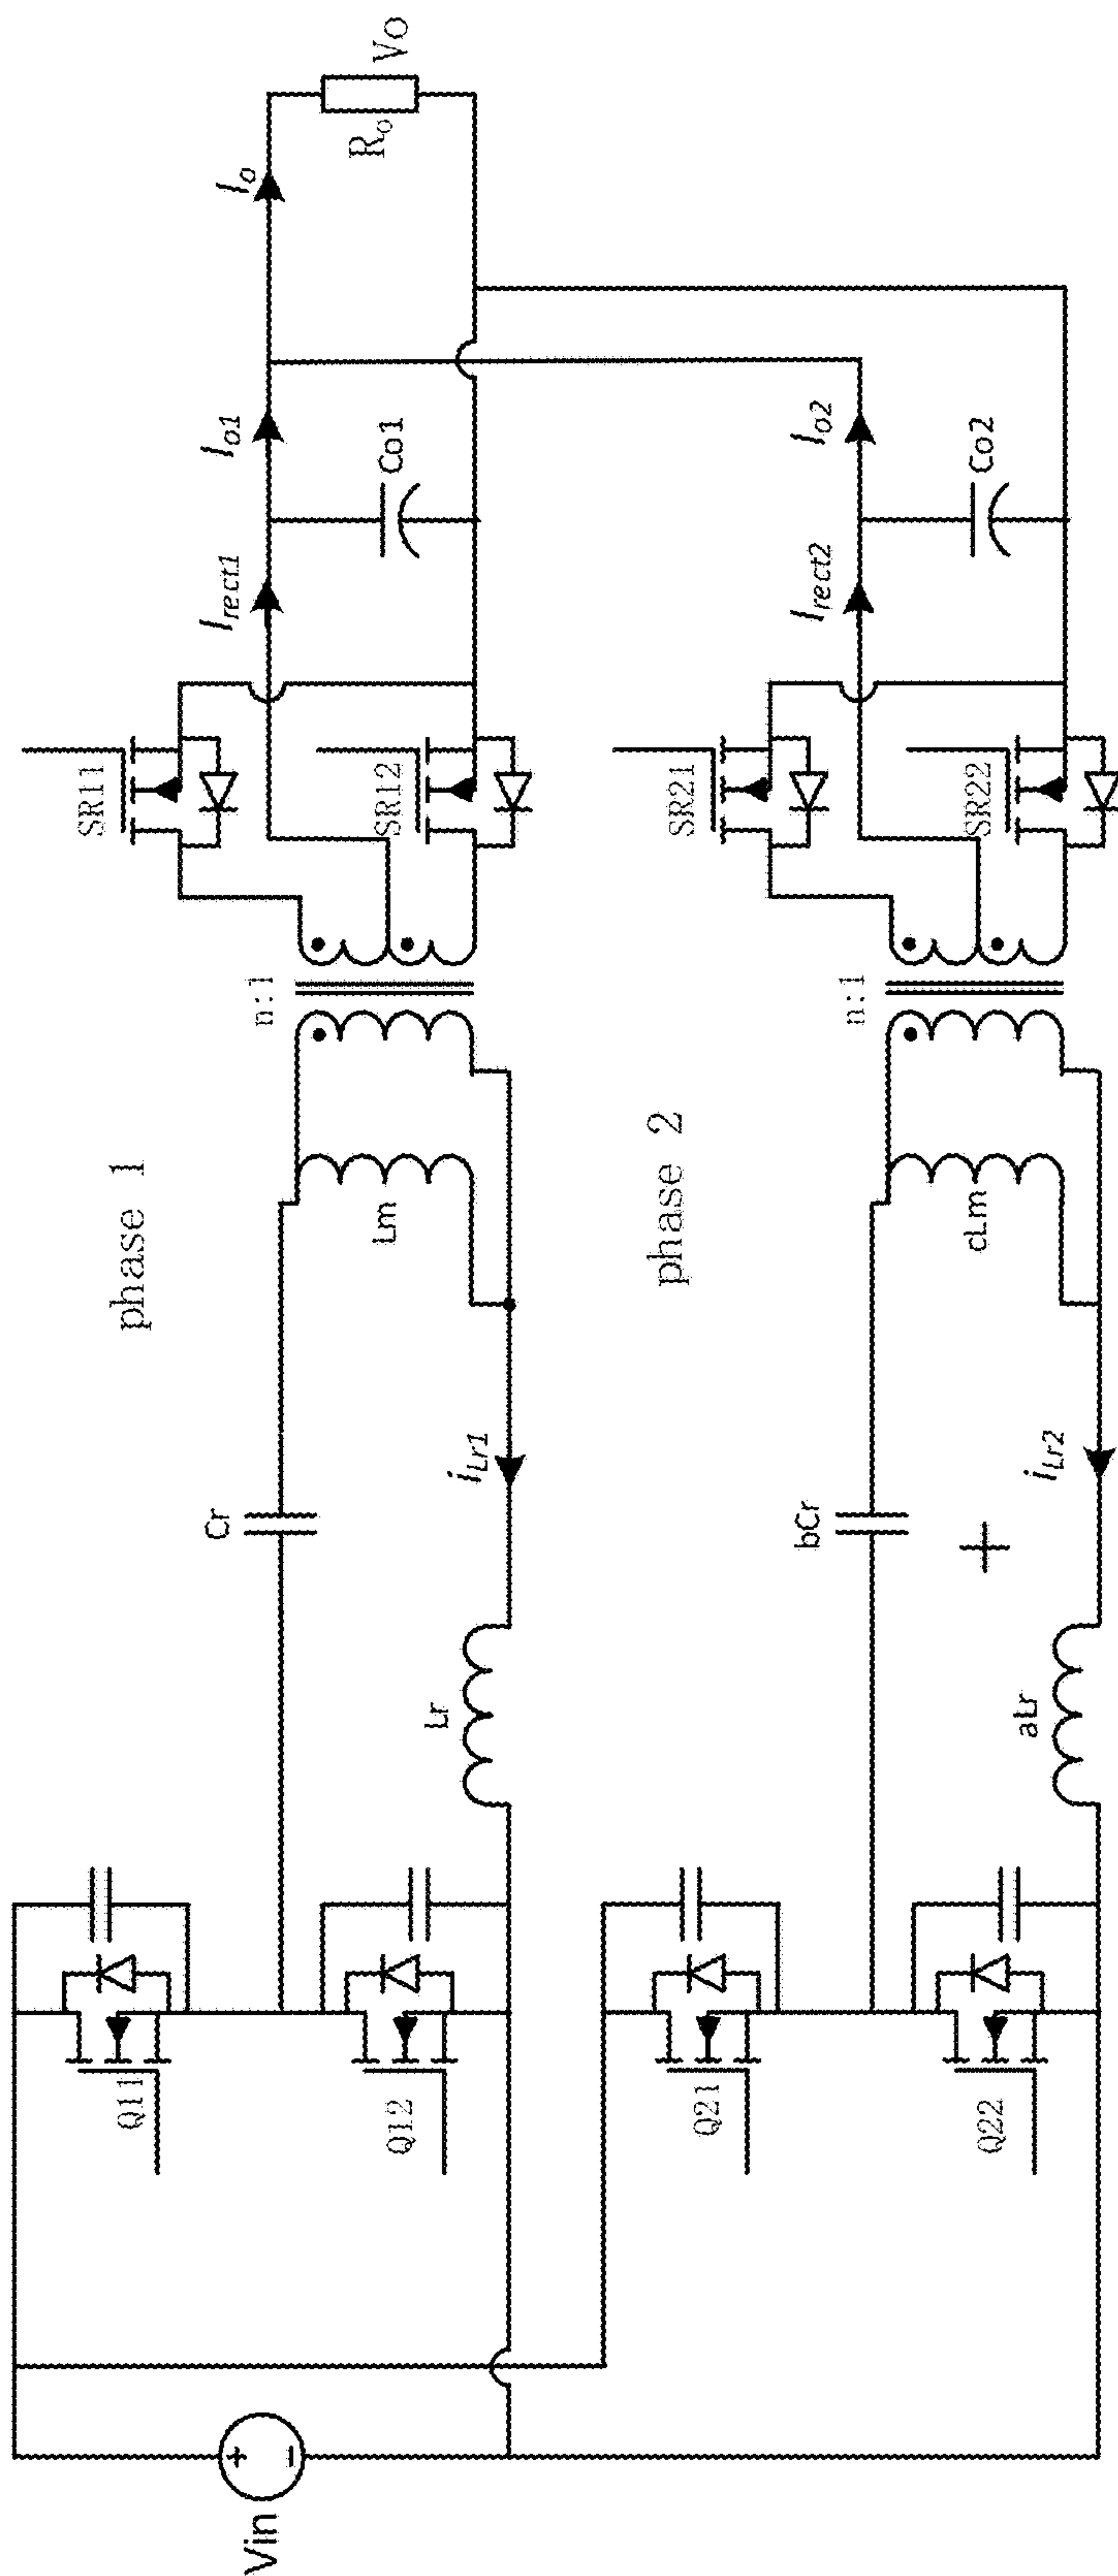 phase 1
Vin
+
−
Q11
Q12
Cr
Lr
iLr1
Lm
n:1
SR11
SR12
Irect1
Io1
Co1
Io
Ro
Vo
phase 2
Q21
Q22
bCr
aLr
iLr2
cLm
n:1
SR21
SR22
Irect2
Io2
Co2